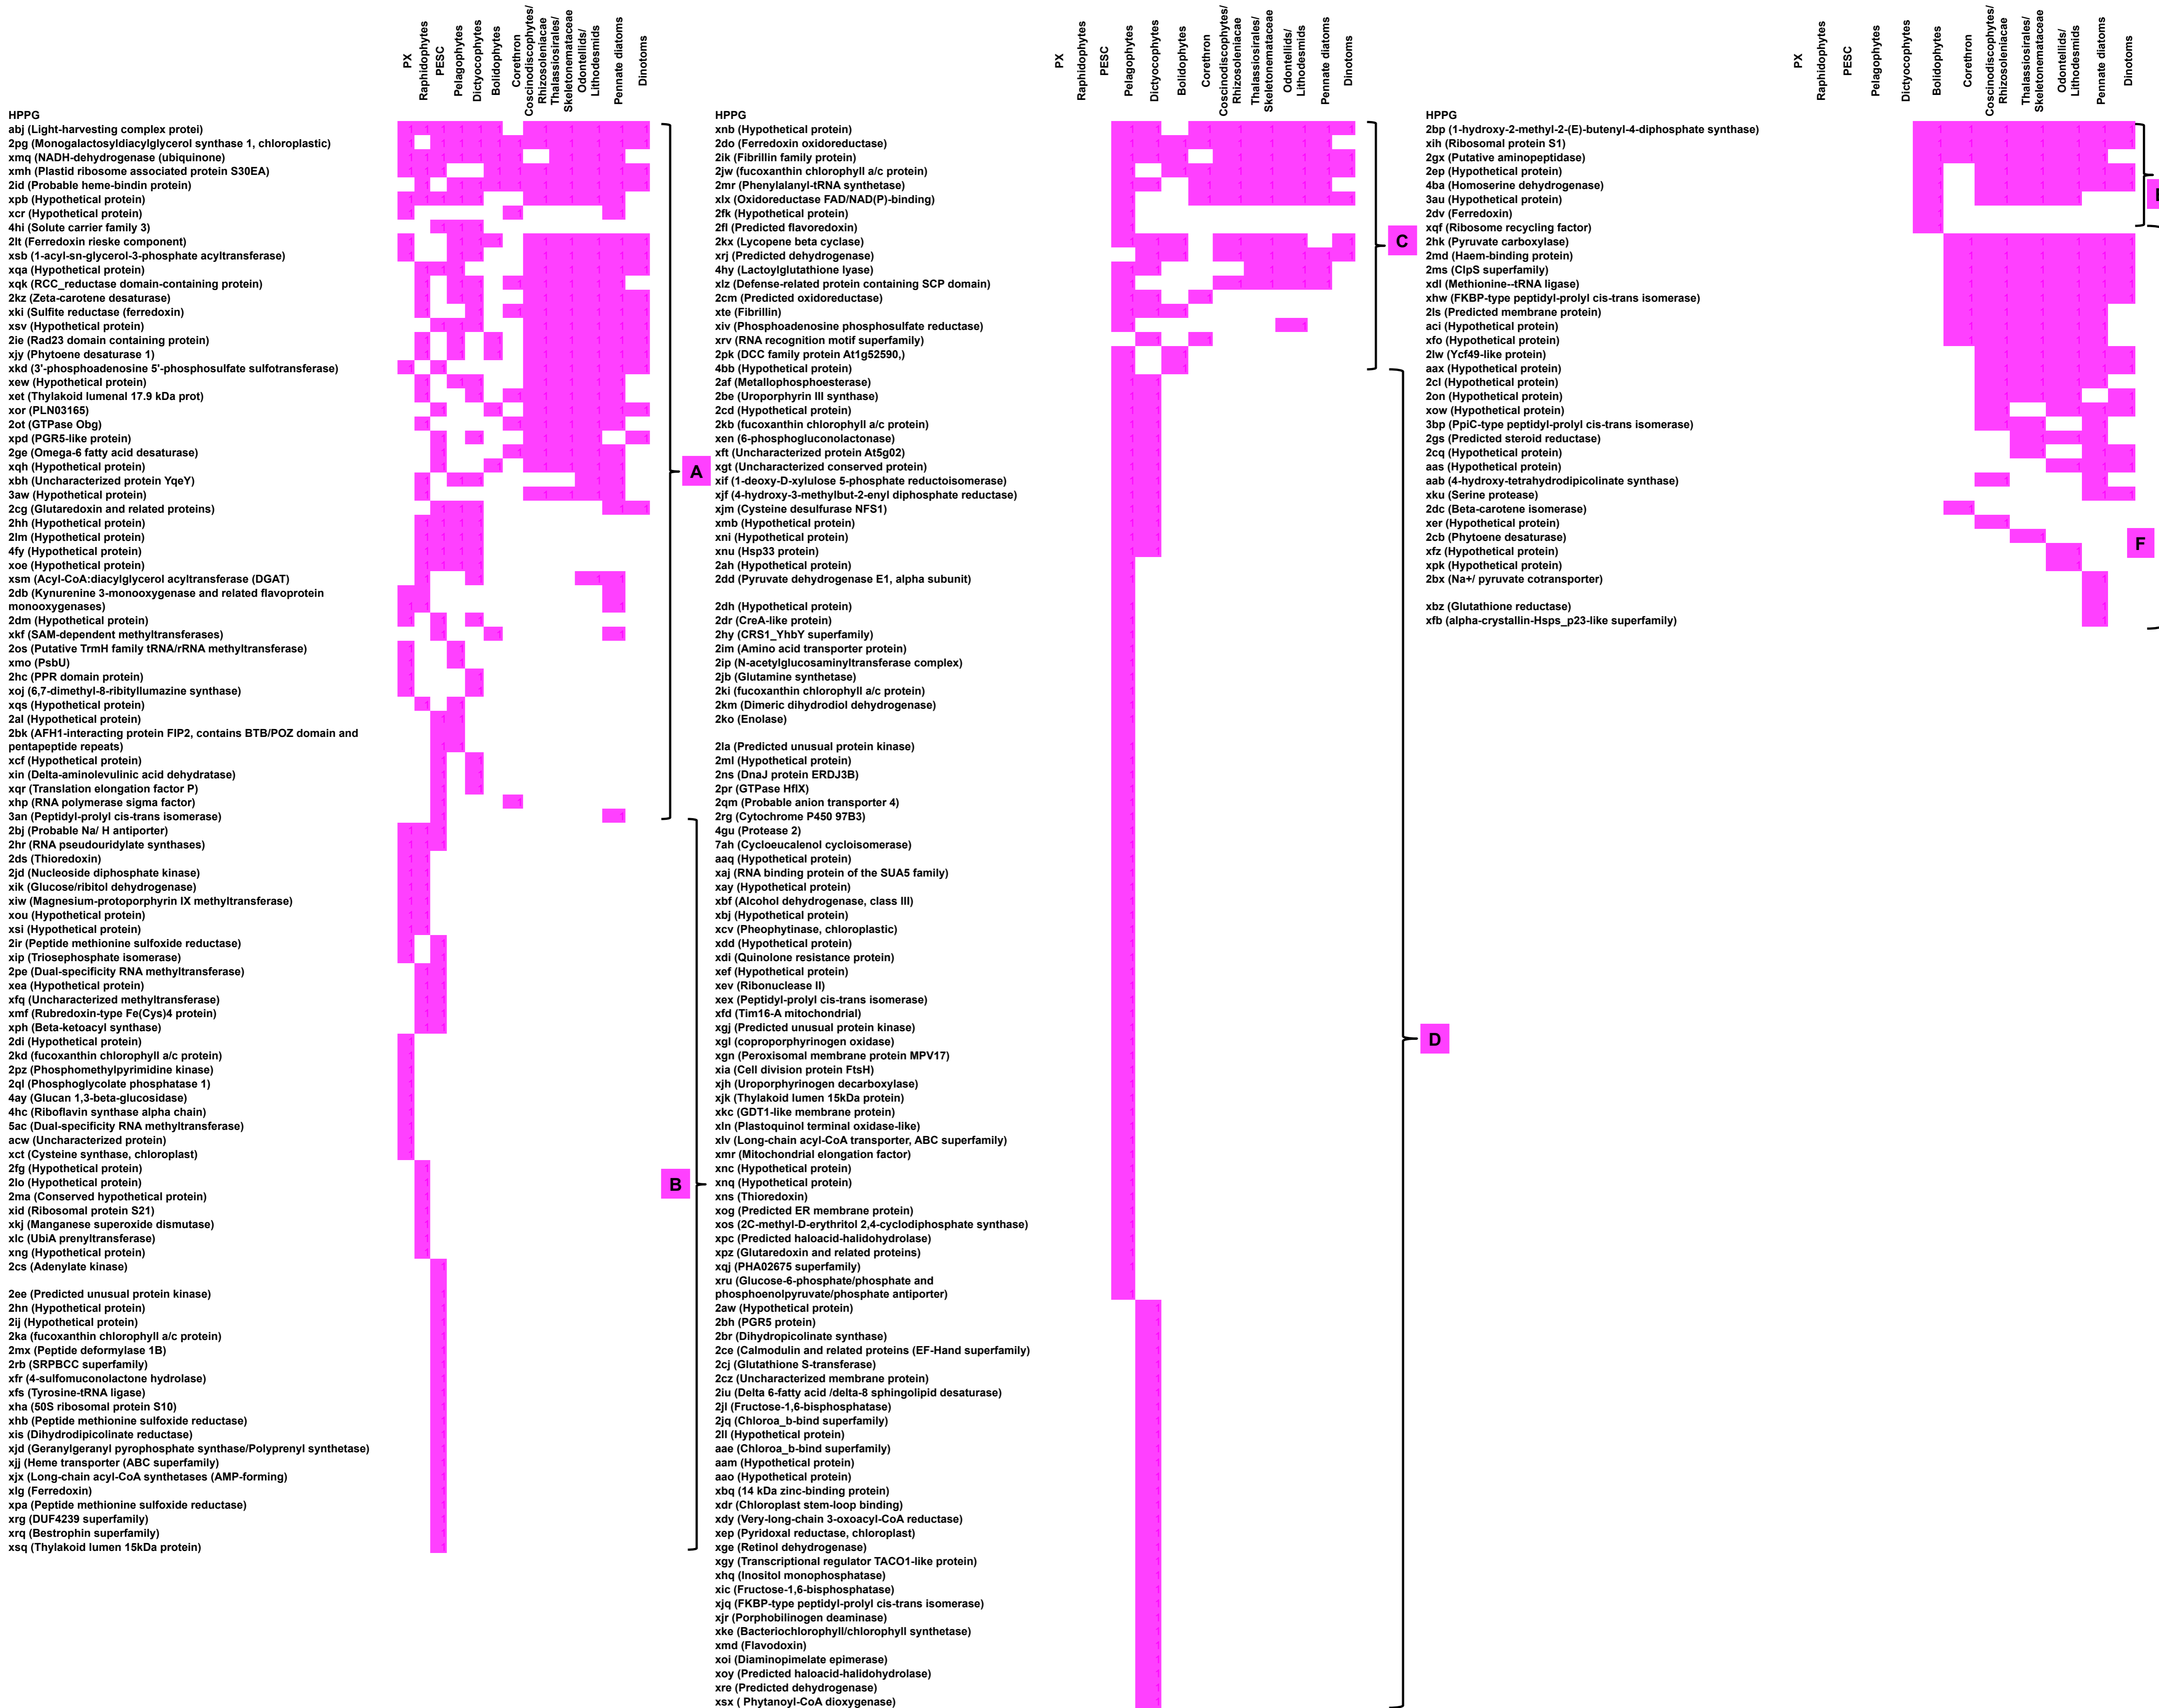 PX
Raphidophytes
PESC
Pelagophytes
Dictyocophytes
Bolidophytes
Corethron
Coscinodiscophytes/
Rhizosoleniacae
Thalassiosirales/
Skeletonemataceae
Odontellids/
Lithodesmids
Pennate diatoms
Dinotoms
HPPG
abj (Light-harvesting complex protei)
2pg (Monogalactosyldiacylglycerol synthase 1, chloroplastic)
xmq (NADH-dehydrogenase (ubiquinone)
xmh (Plastid ribosome associated protein S30EA)
2id (Probable heme-bindin protein)
xpb (Hypothetical protein)
xcr (Hypothetical protein)
4hi (Solute carrier family 3)
2lt (Ferredoxin rieske component)
xsb (1-acyl-sn-glycerol-3-phosphate acyltransferase)
xqa (Hypothetical protein)
xqk (RCC_reductase domain-containing protein)
2kz (Zeta-carotene desaturase)
xki (Sulfite reductase (ferredoxin)
xsv (Hypothetical protein)
2ie (Rad23 domain containing protein)
xjy (Phytoene desaturase 1)
xkd (3'-phosphoadenosine 5'-phosphosulfate sulfotransferase)
xew (Hypothetical protein)
xet (Thylakoid lumenal 17.9 kDa prot)
xor (PLN03165)
2ot (GTPase Obg)
xpd (PGR5-like protein)
2ge (Omega-6 fatty acid desaturase)
xqh (Hypothetical protein)
xbh (Uncharacterized protein YqeY)
3aw (Hypothetical protein)
2cg (Glutaredoxin and related proteins)
2hh (Hypothetical protein)
2lm (Hypothetical protein)
4fy (Hypothetical protein)
xoe (Hypothetical protein)
xsm (Acyl-CoA:diacylglycerol acyltransferase (DGAT)
2db (Kynurenine 3-monooxygenase and related flavoprotein
monooxygenases)
2dm (Hypothetical protein)
xkf (SAM-dependent methyltransferases)
2os (Putative TrmH family tRNA/rRNA methyltransferase)
xmo (PsbU)
2hc (PPR domain protein)
xoj (6,7-dimethyl-8-ribityllumazine synthase)
xqs (Hypothetical protein)
2al (Hypothetical protein)
2bk (AFH1-interacting protein FIP2, contains BTB/POZ domain and
pentapeptide repeats)
xcf (Hypothetical protein)
xin (Delta-aminolevulinic acid dehydratase)
xqr (Translation elongation factor P)
xhp (RNA polymerase sigma factor)
3an (Peptidyl-prolyl cis-trans isomerase)
2bj (Probable Na/ H antiporter)
2hr (RNA pseudouridylate synthases)
2ds (Thioredoxin)
2jd (Nucleoside diphosphate kinase)
xik (Glucose/ribitol dehydrogenase)
xiw (Magnesium-protoporphyrin IX methyltransferase)
xou (Hypothetical protein)
xsi (Hypothetical protein)
2ir (Peptide methionine sulfoxide reductase)
xip (Triosephosphate isomerase)
2pe (Dual-specificity RNA methyltransferase)
xea (Hypothetical protein)
xfq (Uncharacterized methyltransferase)
xmf (Rubredoxin-type Fe(Cys)4 protein)
xph (Beta-ketoacyl synthase)
2di (Hypothetical protein)
2kd (fucoxanthin chlorophyll a/c protein)
2pz (Phosphomethylpyrimidine kinase)
2ql (Phosphoglycolate phosphatase 1)
4ay (Glucan 1,3-beta-glucosidase)
4hc (Riboflavin synthase alpha chain)
5ac (Dual-specificity RNA methyltransferase)
acw (Uncharacterized protein)
xct (Cysteine synthase, chloroplast)
2fg (Hypothetical protein)
2lo (Hypothetical protein)
2ma (Conserved hypothetical protein)
xid (Ribosomal protein S21)
xkj (Manganese superoxide dismutase)
xlc (UbiA prenyltransferase)
xng (Hypothetical protein)
2cs (Adenylate kinase)
2ee (Predicted unusual protein kinase)
2hn (Hypothetical protein)
2ij (Hypothetical protein)
2ka (fucoxanthin chlorophyll a/c protein)
2mx (Peptide deformylase 1B)
2rb (SRPBCC superfamily)
xfr (4-sulfomuconolactone hydrolase)
xfs (Tyrosine-tRNA ligase)
xha (50S ribosomal protein S10)
xhb (Peptide methionine sulfoxide reductase)
xis (Dihydrodipicolinate reductase)
xjd (Geranylgeranyl pyrophosphate synthase/Polyprenyl synthetase)
xjj (Heme transporter (ABC superfamily)
xjx (Long-chain acyl-CoA synthetases (AMP-forming)
xlg (Ferredoxin)
xpa (Peptide methionine sulfoxide reductase)
xrg (DUF4239 superfamily)
xrq (Bestrophin superfamily)
xsq (Thylakoid lumen 15kDa protein)
A
B
PX
Raphidophytes
PESC
Pelagophytes
Dictyocophytes
Bolidophytes
Corethron
Coscinodiscophytes/
Rhizosoleniacae
Thalassiosirales/
Skeletonemataceae
Odontellids/
Lithodesmids
Pennate diatoms
Dinotoms
HPPG
xnb (Hypothetical protein)
2do (Ferredoxin oxidoreductase)
2ik (Fibrillin family protein)
2jw (fucoxanthin chlorophyll a/c protein)
2mr (Phenylalanyl-tRNA synthetase)
xlx (Oxidoreductase FAD/NAD(P)-binding)
2fk (Hypothetical protein)
2fl (Predicted flavoredoxin)
2kx (Lycopene beta cyclase)
xrj (Predicted dehydrogenase)
4hy (Lactoylglutathione lyase)
xlz (Defense-related protein containing SCP domain)
2cm (Predicted oxidoreductase)
xte (Fibrillin)
xiv (Phosphoadenosine phosphosulfate reductase)
xrv (RNA recognition motif superfamily)
2pk (DCC family protein At1g52590,)
4bb (Hypothetical protein)
2af (Metallophosphoesterase)
2be (Uroporphyrin III synthase)
2cd (Hypothetical protein)
2kb (fucoxanthin chlorophyll a/c protein)
xen (6-phosphogluconolactonase)
xft (Uncharacterized protein At5g02)
xgt (Uncharacterized conserved protein)
xif (1-deoxy-D-xylulose 5-phosphate reductoisomerase)
xjf (4-hydroxy-3-methylbut-2-enyl diphosphate reductase)
xjm (Cysteine desulfurase NFS1)
xmb (Hypothetical protein)
xni (Hypothetical protein)
xnu (Hsp33 protein)
2ah (Hypothetical protein)
2dd (Pyruvate dehydrogenase E1, alpha subunit)
2dh (Hypothetical protein)
2dr (CreA-like protein)
2hy (CRS1_YhbY superfamily)
2im (Amino acid transporter protein)
2ip (N-acetylglucosaminyltransferase complex)
2jb (Glutamine synthetase)
2ki (fucoxanthin chlorophyll a/c protein)
2km (Dimeric dihydrodiol dehydrogenase)
2ko (Enolase)
2la (Predicted unusual protein kinase)
2ml (Hypothetical protein)
2ns (DnaJ protein ERDJ3B)
2pr (GTPase HflX)
2qm (Probable anion transporter 4)
2rg (Cytochrome P450 97B3)
4gu (Protease 2)
7ah (Cycloeucalenol cycloisomerase)
aaq (Hypothetical protein)
xaj (RNA binding protein of the SUA5 family)
xay (Hypothetical protein)
xbf (Alcohol dehydrogenase, class III)
xbj (Hypothetical protein)
xcv (Pheophytinase, chloroplastic)
xdd (Hypothetical protein)
xdi (Quinolone resistance protein)
xef (Hypothetical protein)
xev (Ribonuclease II)
xex (Peptidyl-prolyl cis-trans isomerase)
xfd (Tim16-A mitochondrial)
xgj (Predicted unusual protein kinase)
xgl (coproporphyrinogen oxidase)
xgn (Peroxisomal membrane protein MPV17)
xia (Cell division protein FtsH)
xjh (Uroporphyrinogen decarboxylase)
xjk (Thylakoid lumen 15kDa protein)
xkc (GDT1-like membrane protein)
xln (Plastoquinol terminal oxidase-like)
xlv (Long-chain acyl-CoA transporter, ABC superfamily)
xmr (Mitochondrial elongation factor)
xnc (Hypothetical protein)
xnq (Hypothetical protein)
xns (Thioredoxin)
xog (Predicted ER membrane protein)
xos (2C-methyl-D-erythritol 2,4-cyclodiphosphate synthase)
xpc (Predicted haloacid-halidohydrolase)
xpz (Glutaredoxin and related proteins)
xqj (PHA02675 superfamily)
xru (Glucose-6-phosphate/phosphate and
phosphoenolpyruvate/phosphate antiporter)
2aw (Hypothetical protein)
2bh (PGR5 protein)
2br (Dihydropicolinate synthase)
2ce (Calmodulin and related proteins (EF-Hand superfamily)
2cj (Glutathione S-transferase)
2cz (Uncharacterized membrane protein)
2iu (Delta 6-fatty acid /delta-8 sphingolipid desaturase)
2jl (Fructose-1,6-bisphosphatase)
2jq (Chloroa_b-bind superfamily)
2ll (Hypothetical protein)
aae (Chloroa_b-bind superfamily)
aam (Hypothetical protein)
aao (Hypothetical protein)
xbq (14 kDa zinc-binding protein)
xdr (Chloroplast stem-loop binding)
xdy (Very-long-chain 3-oxoacyl-CoA reductase)
xep (Pyridoxal reductase, chloroplast)
xge (Retinol dehydrogenase)
xgy (Transcriptional regulator TACO1-like protein)
xhq (Inositol monophosphatase)
xic (Fructose-1,6-bisphosphatase)
xjq (FKBP-type peptidyl-prolyl cis-trans isomerase)
xjr (Porphobilinogen deaminase)
xke (Bacteriochlorophyll/chlorophyll synthetase)
xmd (Flavodoxin)
xoi (Diaminopimelate epimerase)
xoy (Predicted haloacid-halidohydrolase)
xre (Predicted dehydrogenase)
xsx ( Phytanoyl-CoA dioxygenase)
C
D
PX
Raphidophytes
PESC
Pelagophytes
Dictyocophytes
Bolidophytes
Corethron
Coscinodiscophytes/
Rhizosoleniacae
Thalassiosirales/
Skeletonemataceae
Odontellids/
Lithodesmids
Pennate diatoms
Dinotoms
HPPG
2bp (1-hydroxy-2-methyl-2-(E)-butenyl-4-diphosphate synthase)
xih (Ribosomal protein S1)
2gx (Putative aminopeptidase)
2ep (Hypothetical protein)
4ba (Homoserine dehydrogenase)
3au (Hypothetical protein)
2dv (Ferredoxin)
xqf (Ribosome recycling factor)
2hk (Pyruvate carboxylase)
2md (Haem-binding protein)
2ms (ClpS superfamily)
xdl (Methionine--tRNA ligase)
xhw (FKBP-type peptidyl-prolyl cis-trans isomerase)
2ls (Predicted membrane protein)
aci (Hypothetical protein)
xfo (Hypothetical protein)
2lw (Ycf49-like protein)
aax (Hypothetical protein)
2cl (Hypothetical protein)
2on (Hypothetical protein)
xow (Hypothetical protein)
3bp (PpiC-type peptidyl-prolyl cis-trans isomerase)
2gs (Predicted steroid reductase)
2cq (Hypothetical protein)
aas (Hypothetical protein)
aab (4-hydroxy-tetrahydrodipicolinate synthase)
xku (Serine protease)
2dc (Beta-carotene isomerase)
xer (Hypothetical protein)
2cb (Phytoene desaturase)
xfz (Hypothetical protein)
xpk (Hypothetical protein)
2bx (Na+/ pyruvate cotransporter)
xbz (Glutathione reductase)
xfb (alpha-crystallin-Hsps_p23-like superfamily)
F